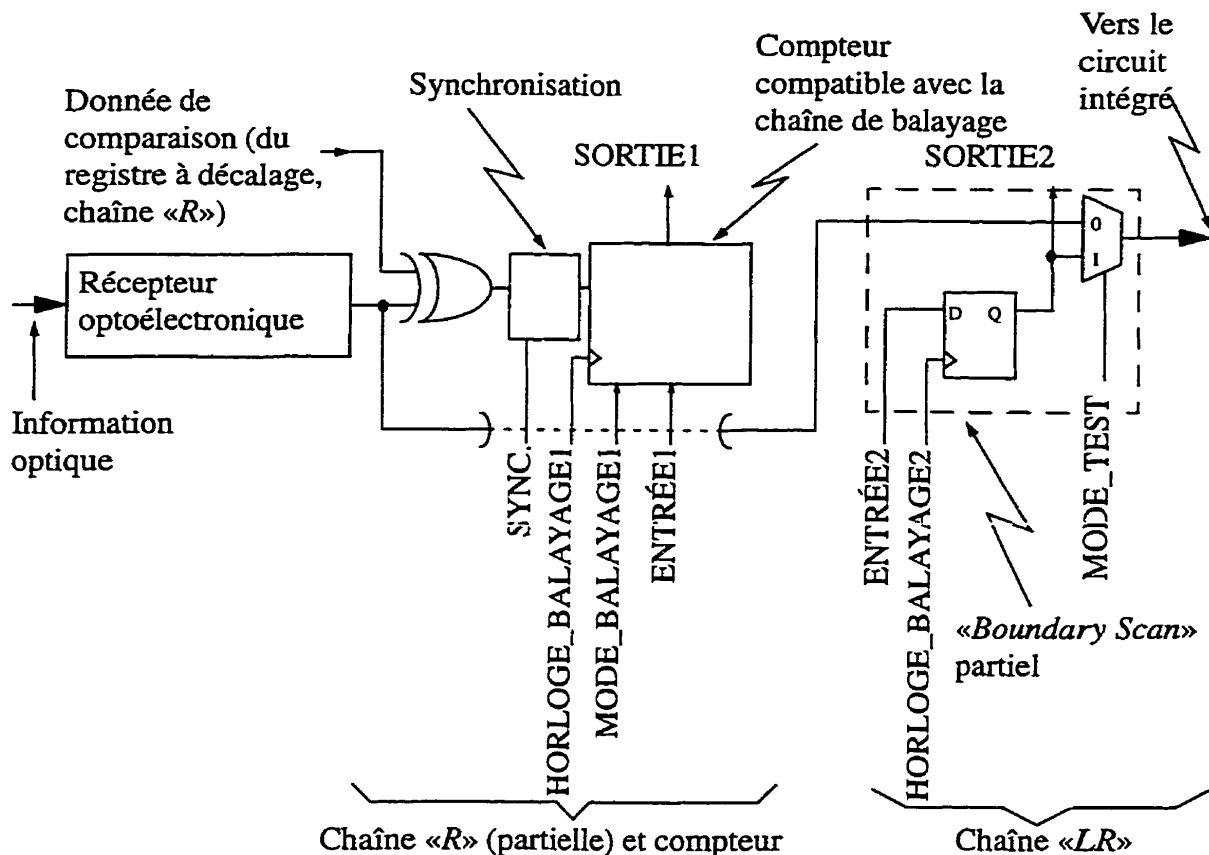 Donnée de
comparaison (du
registre à décalage,
chaîne «R»)
Synchronisation
Compteur
compatible avec la
chaîne de balayage
Vers le
circuit
intégré
SORTIE1
SORTIE2
Récepteur
optoélectronique
0
1
D Q
Information
optique
SYNC.
HORLOGE_BALAYAGE1
MODE_BALAYAGE1
ENTRÉE1
ENTRÉE2
HORLOGE_BALAYAGE2
MODE_TEST
«Boundary Scan»
partiel
Chaîne «R» (partielle) et compteur
Chaîne «LR»